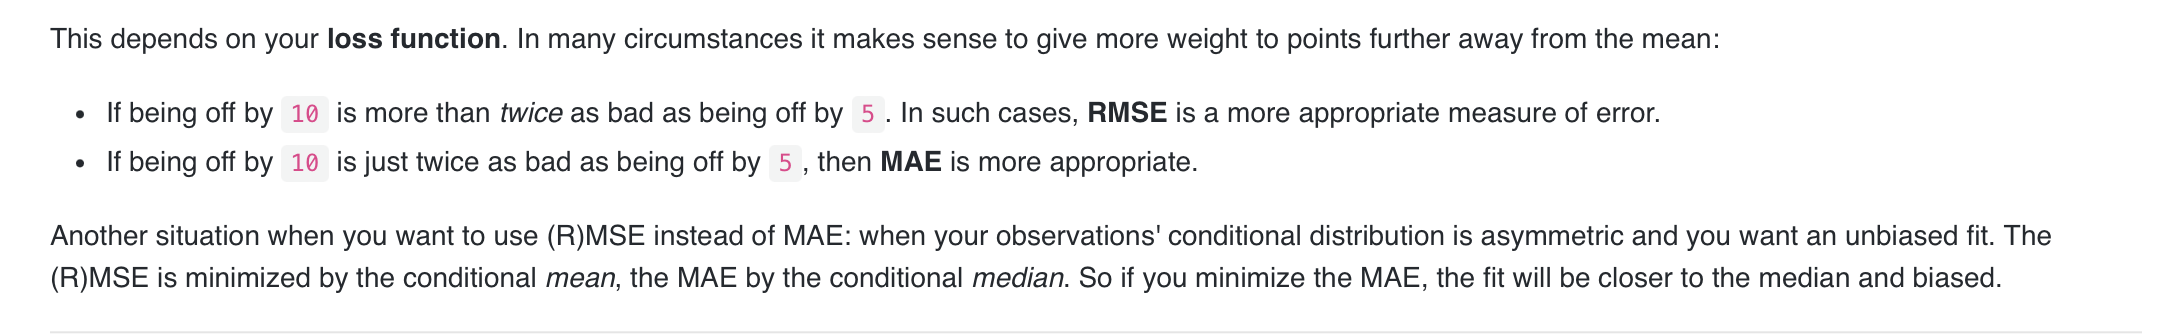 This depends on your loss function. In many circumstances it makes sense to give more weight to points further away from the mean:
• If being off by 10 is more than twice as bad as being off by 5 . In such cases, RMSE is a more appropriate measure of error.
• If being off by 10 is just twice as bad as being off by 5 , then MAE is more appropriate.
Another situation when you want to use (R)MSE instead of MAE: when your observations' conditional distribution is asymmetric and you want an unbiased fit. The
(R)MSE is minimized by the conditional mean, the MAE by the conditional median. So if you minimize the MAE, the fit will be closer to the median and biased.